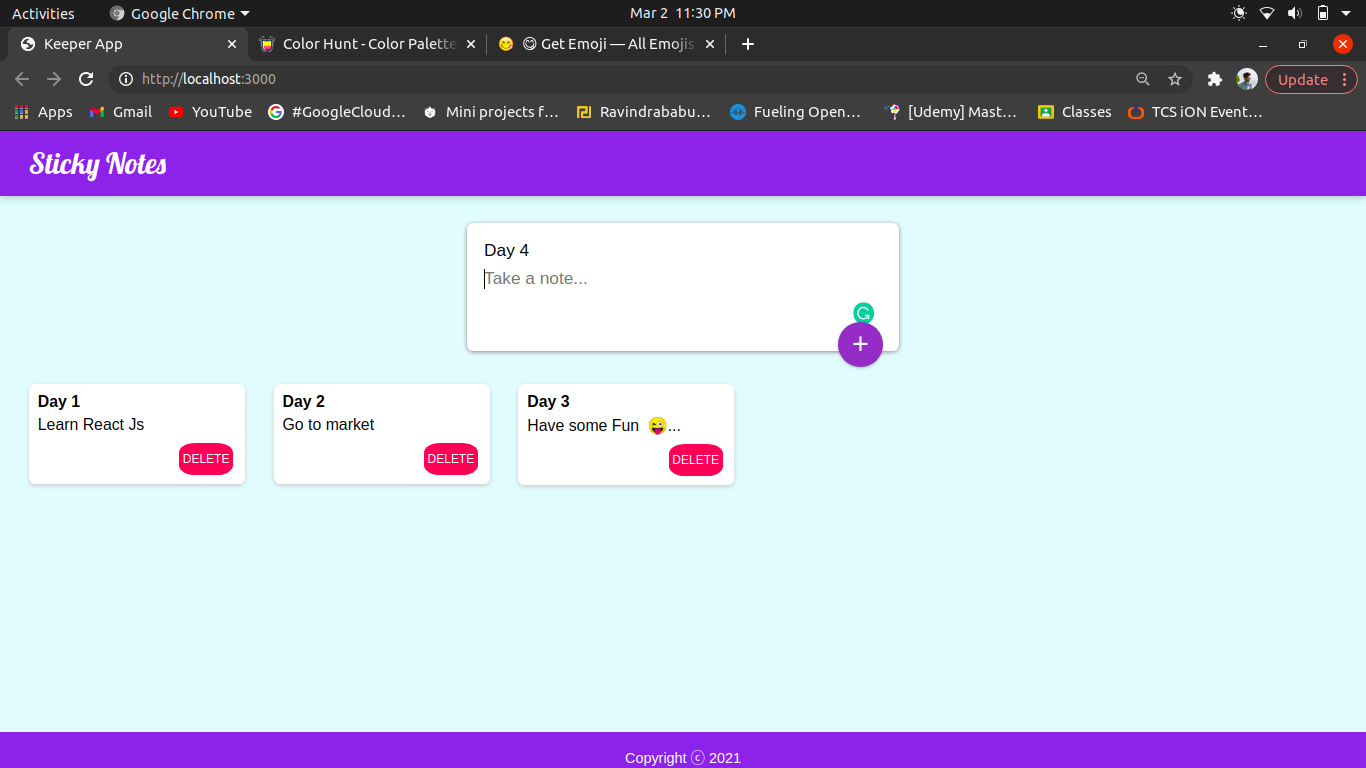 Activities Google Chrome Mar 2 11:30 PM
Keeper App Color Hunt - Color Palette 😋 Get Emoji — All Emojis
http://localhost:3000 Update
Apps Gmail YouTube #GoogleCloud… Mini projects f… Ravindrababu… Fueling Open… [Udemy] Mast… Classes TCS iON Event…
Sticky Notes
Day 4
Take a note...
Day 1
Learn React Js
DELETE
Day 2
Go to market
DELETE
Day 3
Have some Fun 😜...
DELETE
Copyright ⓒ 2021